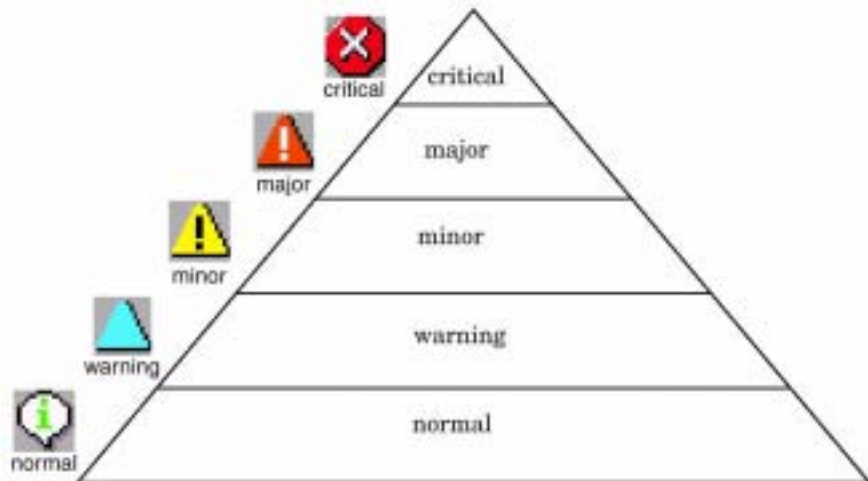 critical
critical
major
major
minor
minor
warning
warning
normal
normal